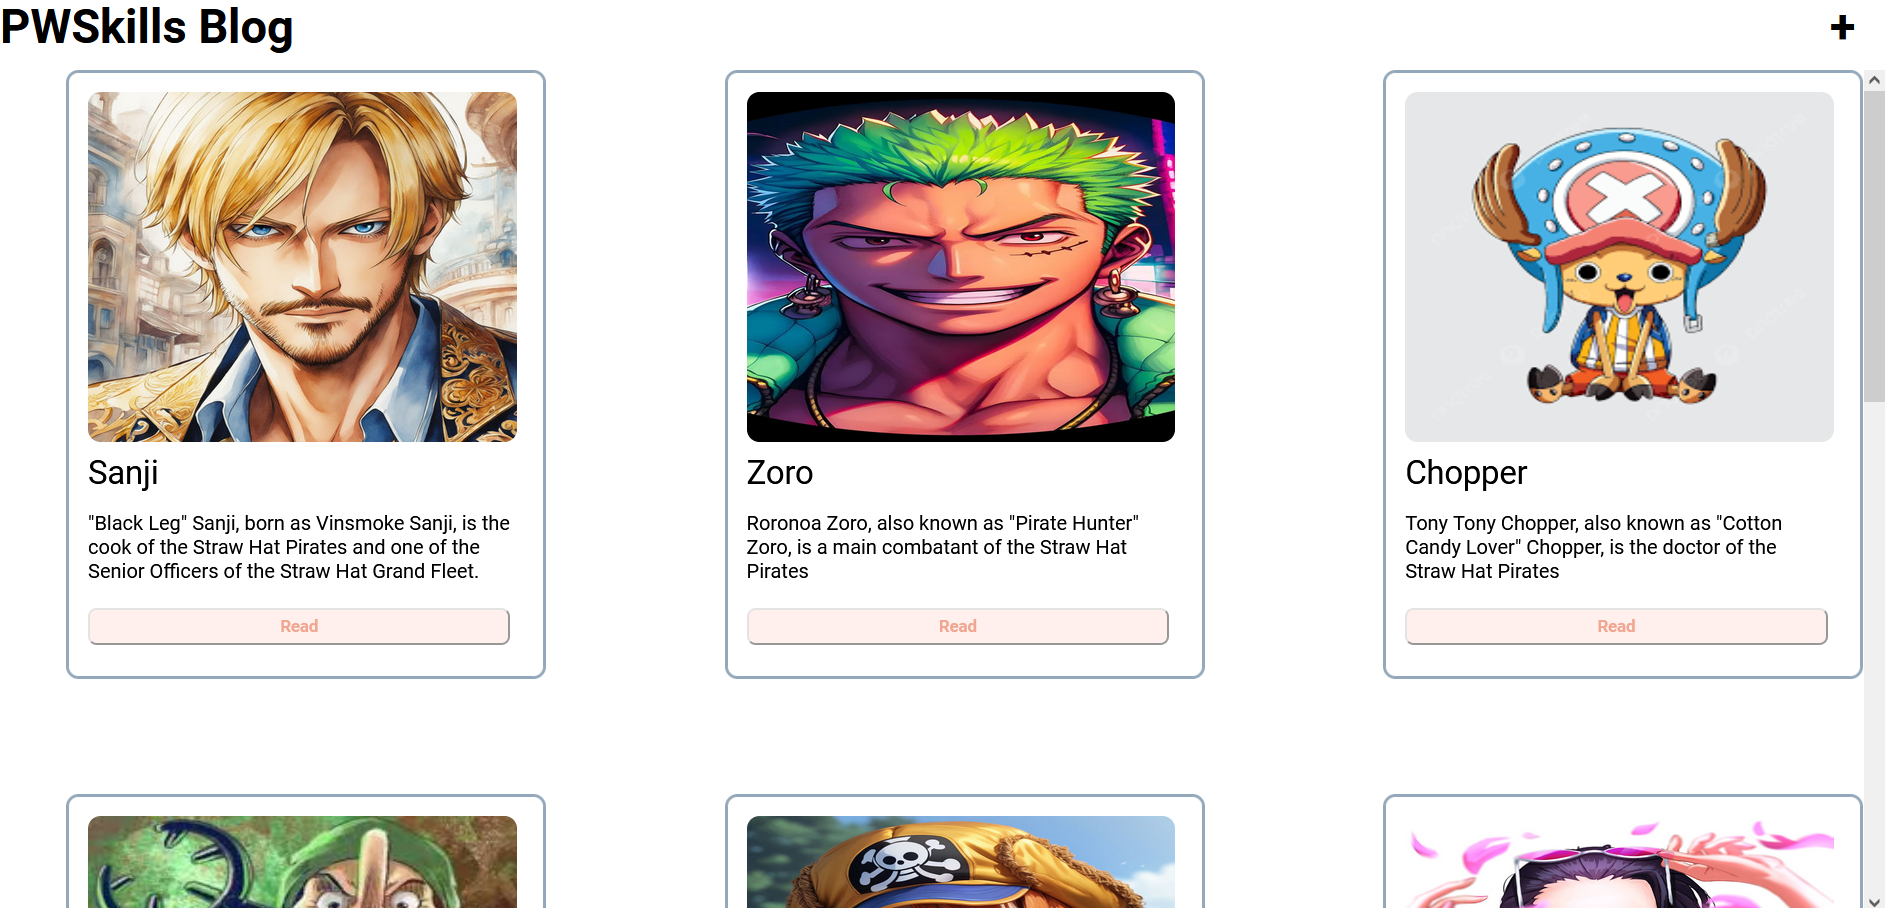 PWSkills Blog
+
Sanji
"Black Leg" Sanji, born as Vinsmoke Sanji, is the
cook of the Straw Hat Pirates and one of the
Senior Officers of the Straw Hat Grand Fleet.
Read
Zoro
Roronoa Zoro, also known as "Pirate Hunter"
Zoro, is a main combatant of the Straw Hat
Pirates
Read
Chopper
Tony Tony Chopper, also known as "Cotton
Candy Lover" Chopper, is the doctor of the
Straw Hat Pirates
Read